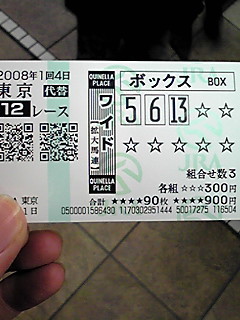 2008年1回4日
東京 代替
12 レース
QUINELLA PLACE
ワイド
(拡大馬連)
QUINELLA PLACE
ボックス BOX
5 6 13 ☆ ☆
☆ ☆ ☆ ☆ ☆
JRA
組合せ数3
各組 ☆☆☆300円
合計 ★★★★90枚 ★★★★900円
東京
1日
0500001586430 1170302951444 50017275 116504